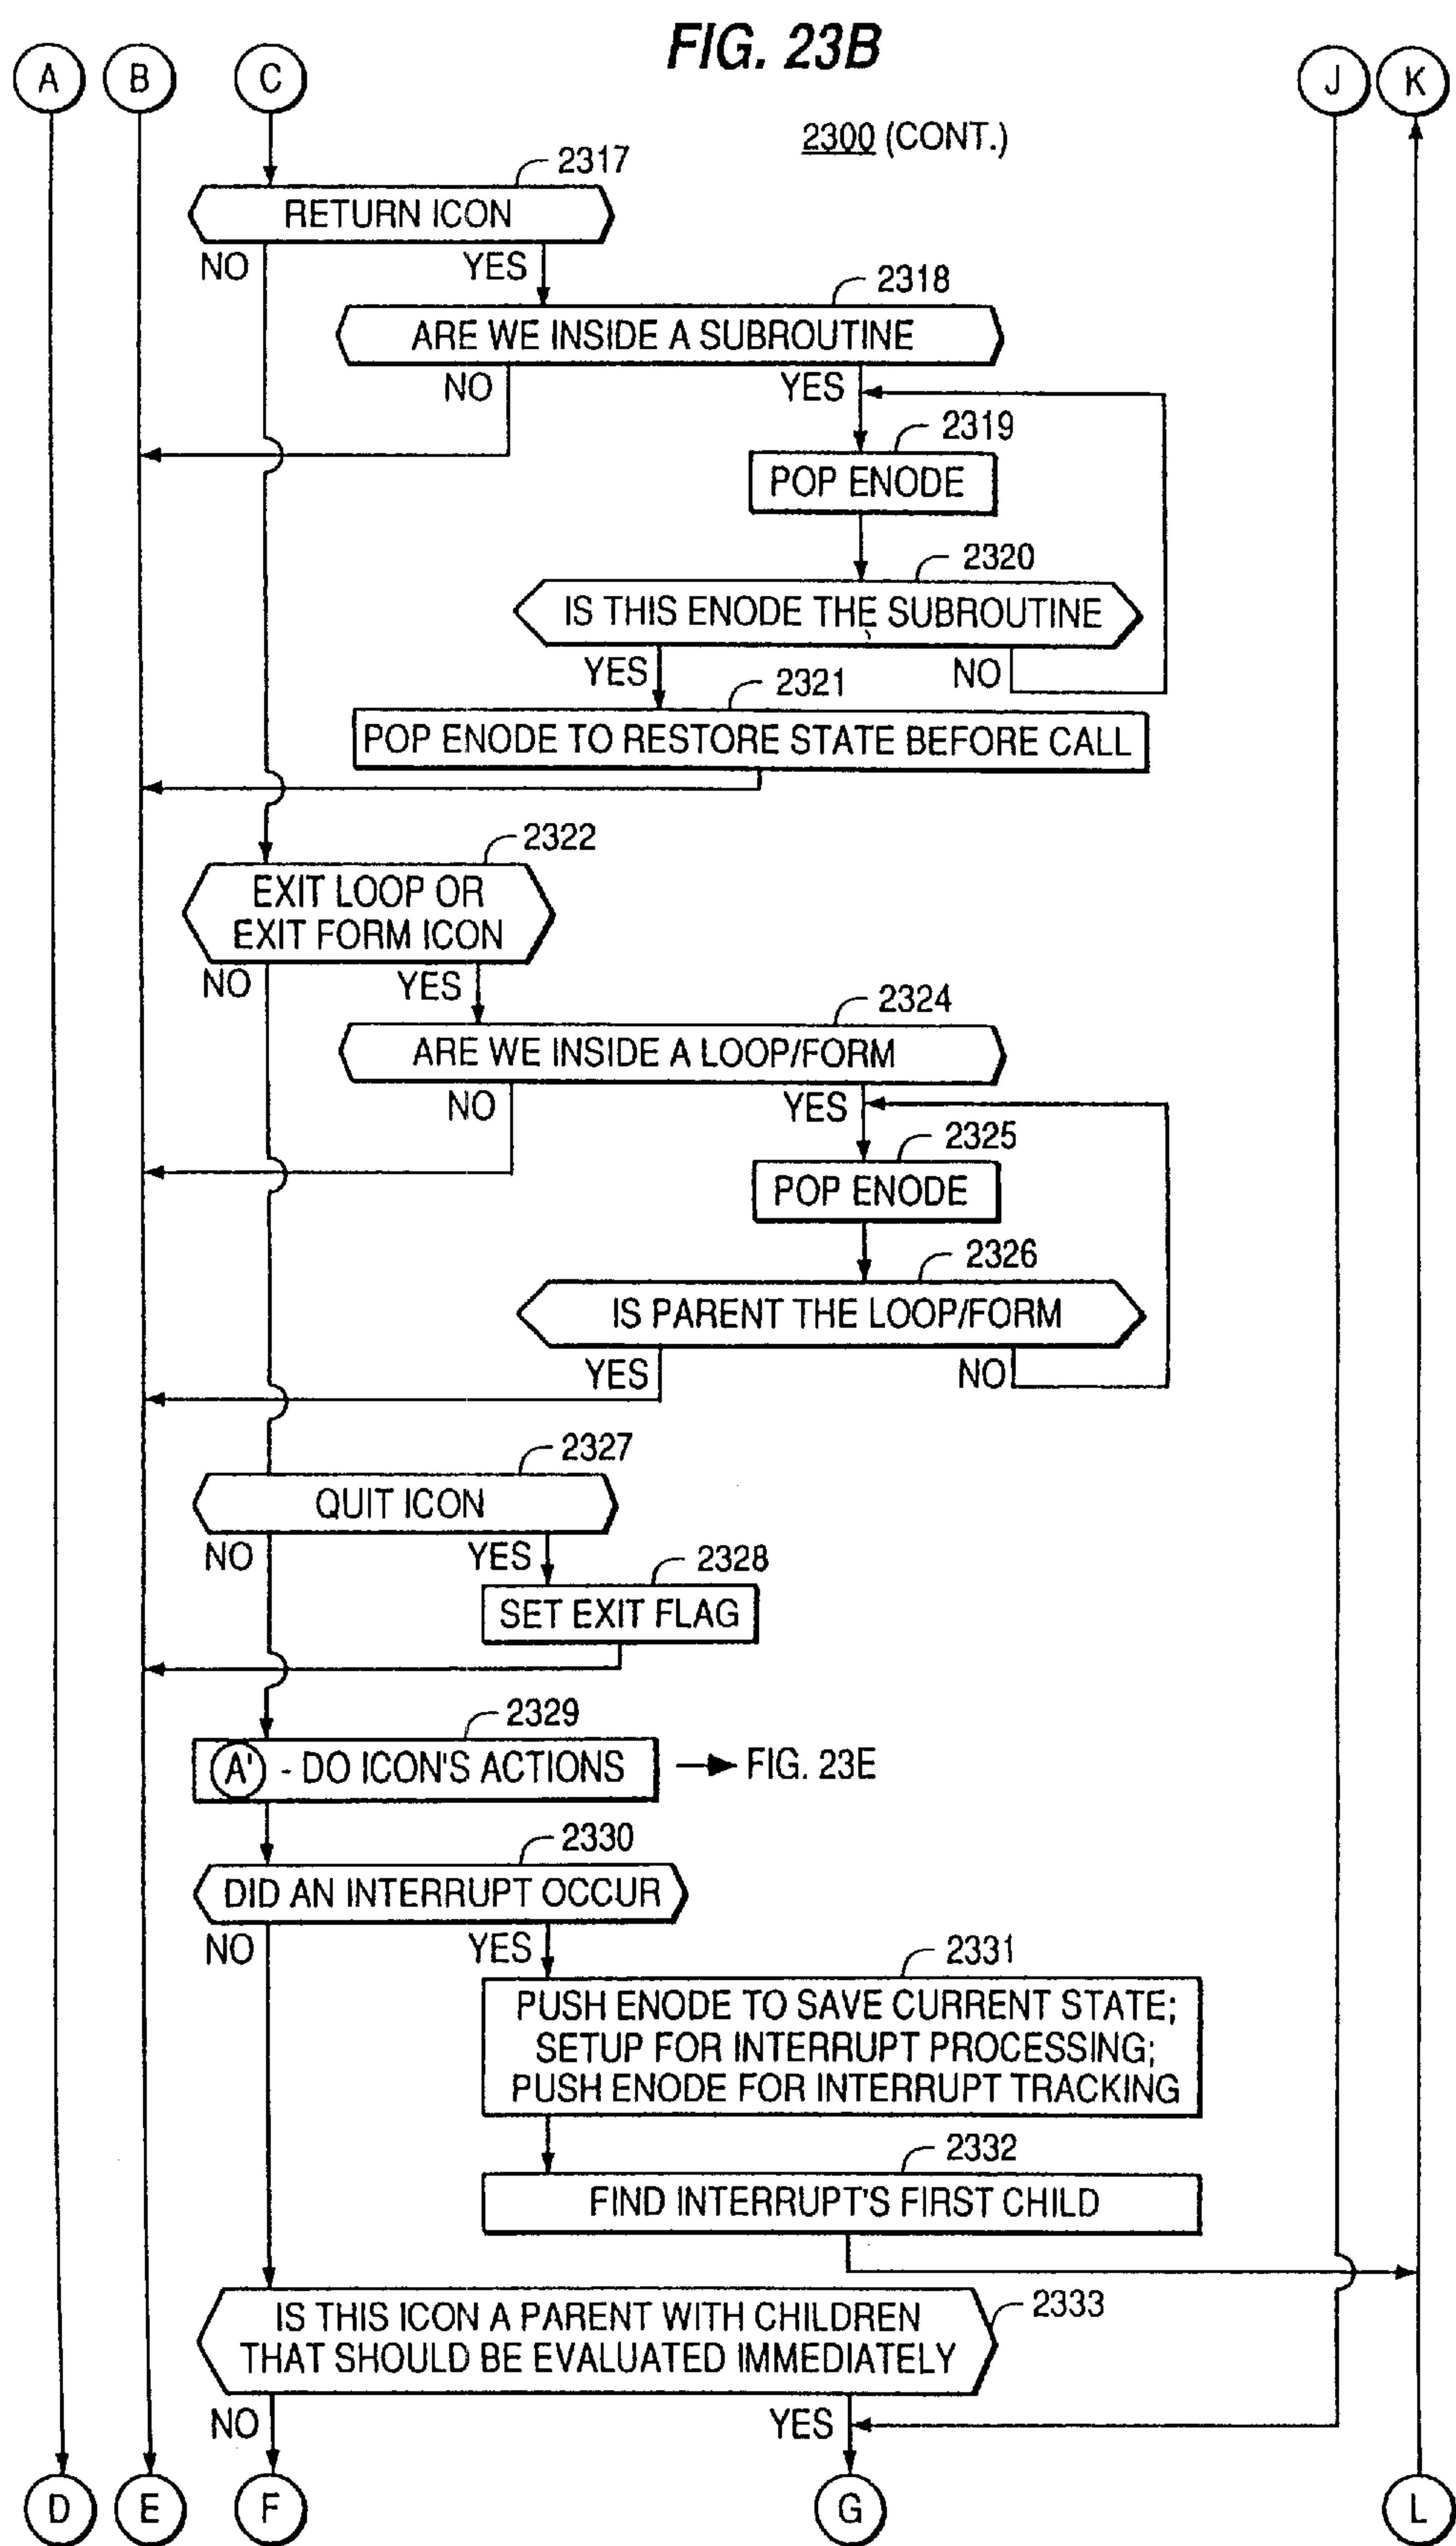 FIG. 23B
A B C J K
2300 (CONT.)
2317
RETURN ICON
NO YES
2318
ARE WE INSIDE A SUBROUTINE
NO YES
2319
POP ENODE
2320
IS THIS ENODE THE SUBROUTINE
YES NO
2321
POP ENODE TO RESTORE STATE BEFORE CALL
2322
EXIT LOOP OR
EXIT FORM ICON
NO YES
2324
ARE WE INSIDE A LOOP/FORM
NO YES
2325
POP ENODE
2326
IS PARENT THE LOOP/FORM
YES NO
2327
QUIT ICON
NO YES
2328
SET EXIT FLAG
2329
A' - DO ICON'S ACTIONS
FIG. 23E
2330
DID AN INTERRUPT OCCUR
NO YES
2331
PUSH ENODE TO SAVE CURRENT STATE;
SETUP FOR INTERRUPT PROCESSING;
PUSH ENODE FOR INTERRUPT TRACKING
2332
FIND INTERRUPT'S FIRST CHILD
2333
IS THIS ICON A PARENT WITH CHILDREN
THAT SHOULD BE EVALUATED IMMEDIATELY
NO YES
D E F G L